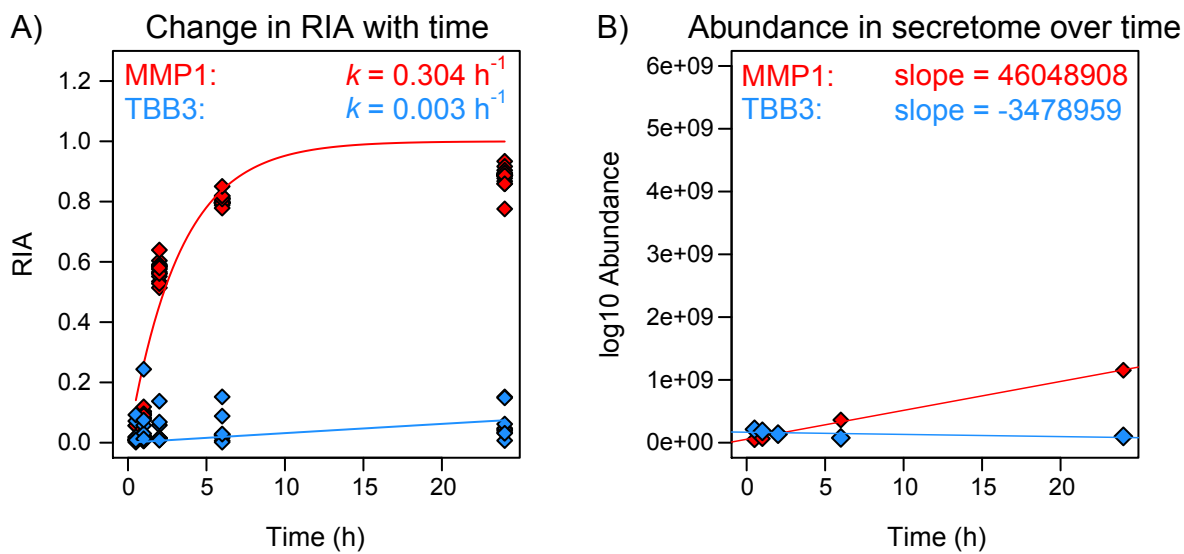 A) Change in RIA with time
MMP1: k = 0.304 h-1
TBB3: k = 0.003 h-1
RIA
1.2
1.0
0.8
0.6
0.4
0.2
0.0
0 5 10 15 20
Time (h)
B) Abundance in secretome over time
MMP1: slope = 46048908
TBB3: slope = -3478959
log10 Abundance
6e+09
5e+09
4e+09
3e+09
2e+09
1e+09
0e+00
0 5 10 15 20
Time (h)